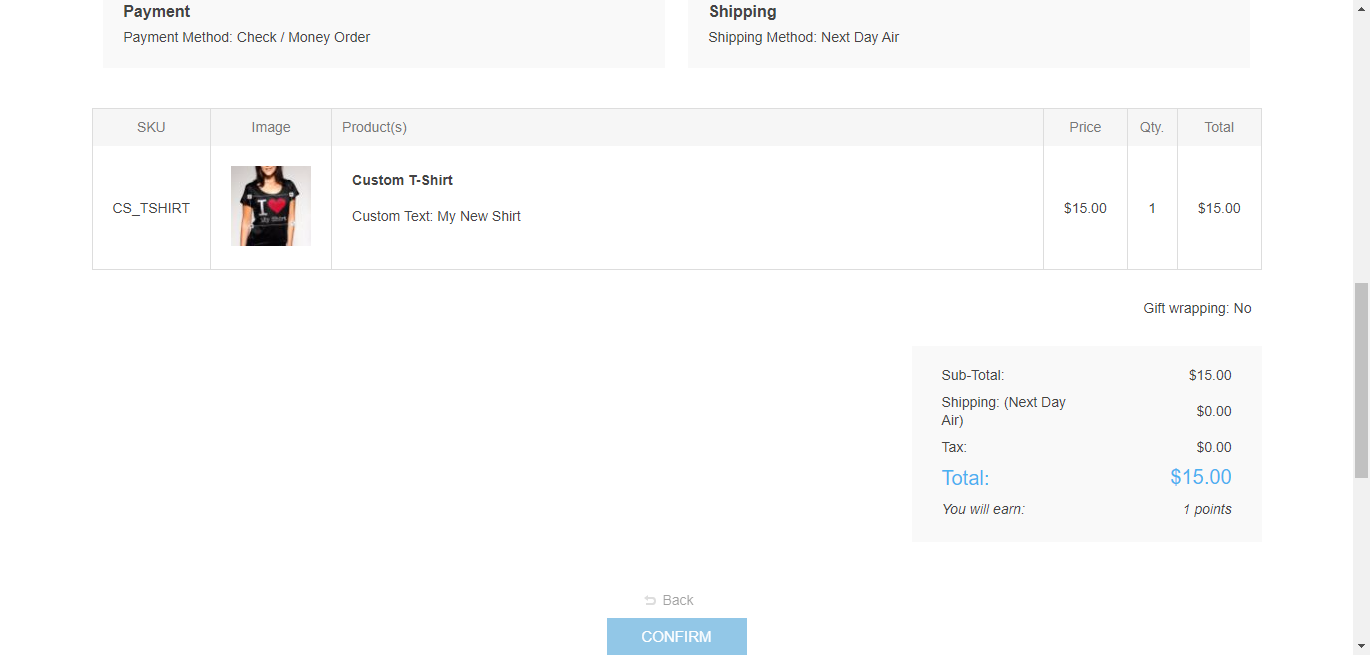 Payment
Payment Method: Check / Money Order
Shipping
Shipping Method: Next Day Air
SKU Image Product(s) Price Qty. Total
I
My Shirt
Custom T-Shirt
CS_TSHIRT $15.00 1 $15.00
Custom Text: My New Shirt
Gift wrapping: No
Sub-Total: $15.00
Shipping: (Next Day
Air) $0.00
Tax: $0.00
Total: $15.00
You will earn: 1 points
Back
CONFIRM